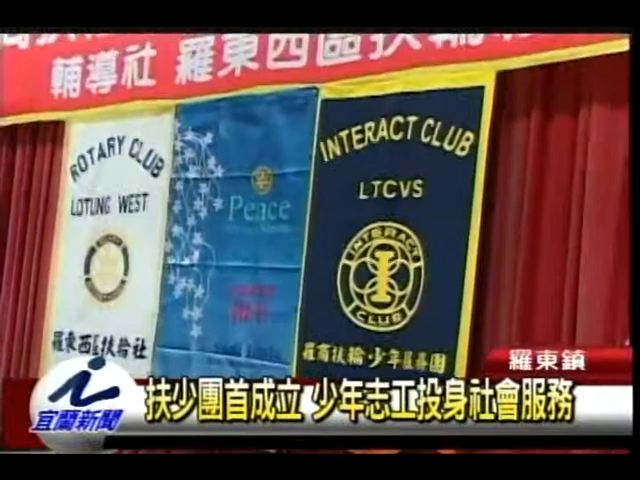 輔導社 羅東西區扶輪
ROTARY CLUB
LOTUNG WEST
羅東西區扶輪社
Peace
INTERACT CLUB
LTCVS
INTERACT
CLUB
羅商扶輪少年服務團
羅東鎮
扶少團首成立 少年志工投身社會服務
i
宜蘭新聞